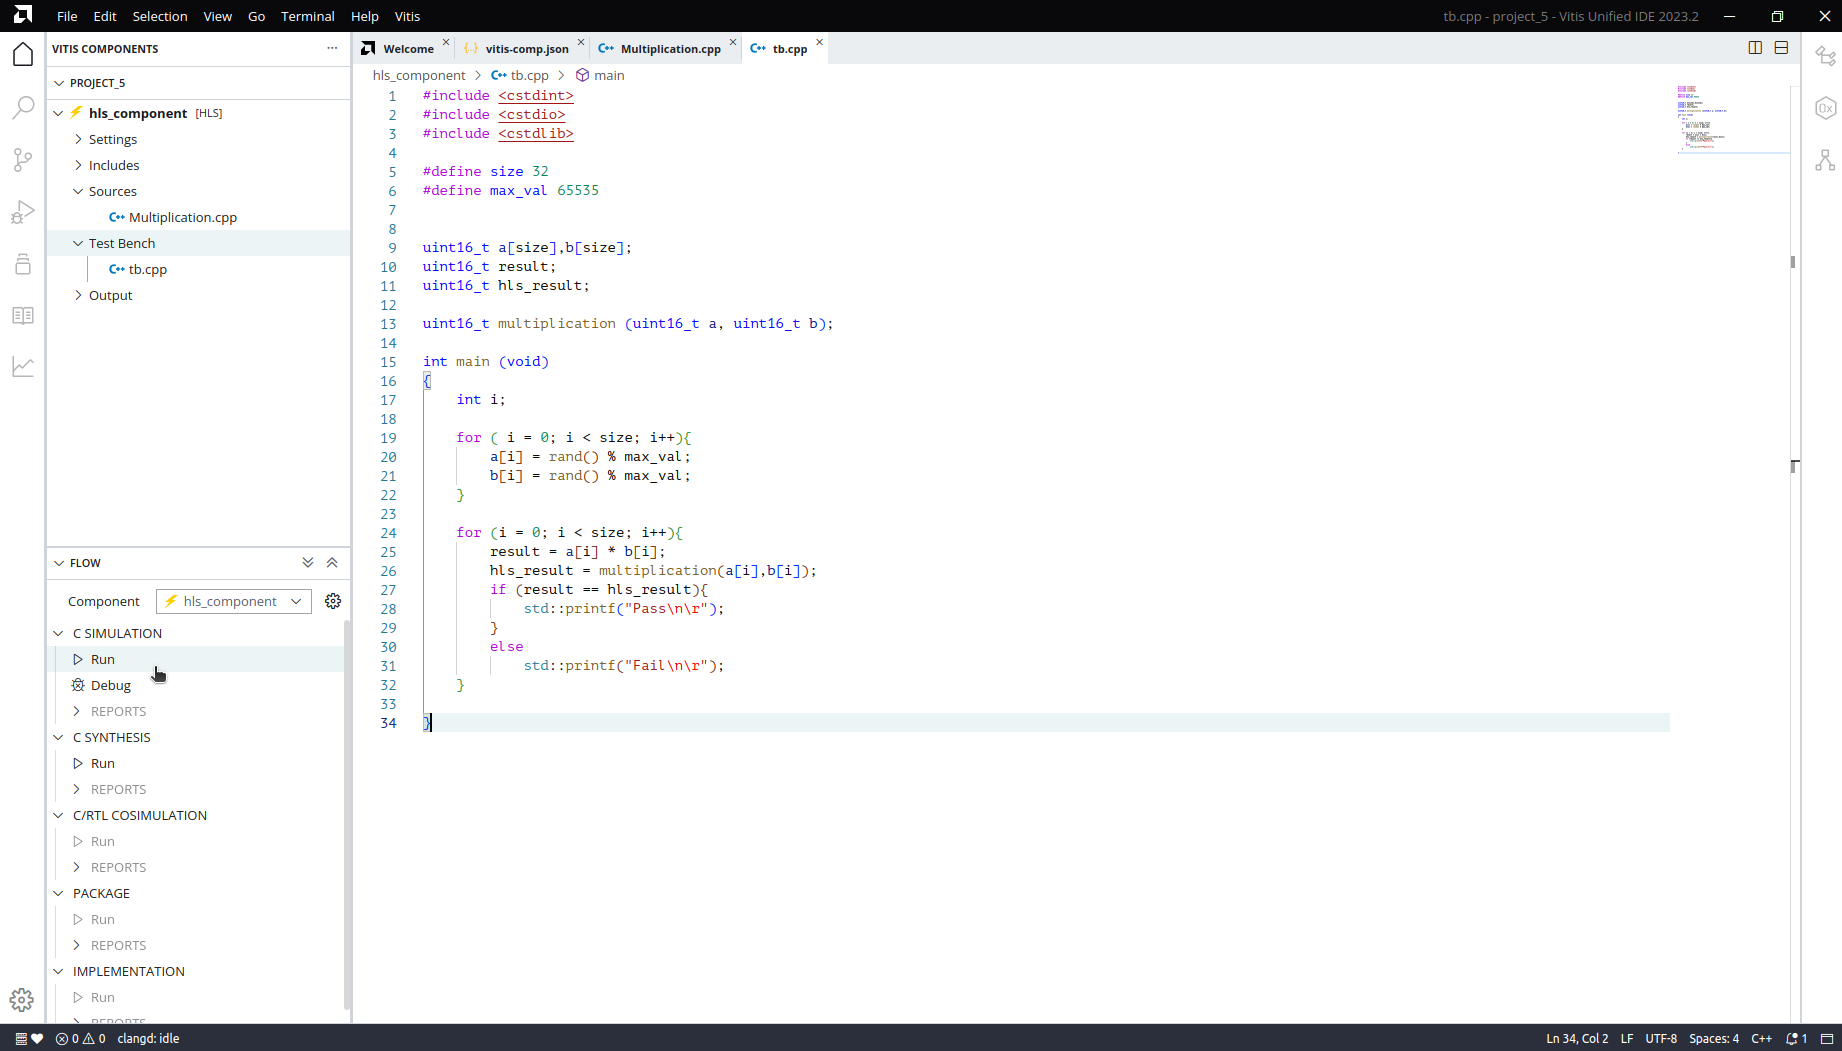 File Edit Selection View Go Terminal Help Vitis
tb.cpp - project_5 - Vitis Unified IDE 2023.2
VITIS COMPONENTS ···
PROJECT_5
hls_component [HLS]
Settings
Includes
Sources
Multiplication.cpp
Test Bench
tb.cpp
Output
FLOW
Component hls_component
C SIMULATION
Run
Debug
REPORTS
C SYNTHESIS
Run
REPORTS
C/RTL COSIMULATION
Run
REPORTS
PACKAGE
Run
REPORTS
IMPLEMENTATION
Run
REPORTS
Welcome vitis-comp.json Multiplication.cpp tb.cpp
hls_component > tb.cpp > main
1 #include <cstdint>
2 #include <cstdio>
3 #include <cstdlib>
4
5 #define size 32
6 #define max_val 65535
7
8
9 uint16_t a[size],b[size];
10 uint16_t result;
11 uint16_t hls_result;
12
13 uint16_t multiplication (uint16_t a, uint16_t b);
14
15 int main (void)
16 {
17 int i;
18
19 for ( i = 0; i < size; i++){
20 a[i] = rand() % max_val;
21 b[i] = rand() % max_val;
22 }
23
24 for (i = 0; i < size; i++){
25 result = a[i] * b[i];
26 hls_result = multiplication(a[i],b[i]);
27 if (result == hls_result){
28 std::printf("Pass\n\r");
29 }
30 else
31 std::printf("Fail\n\r");
32 }
33
34 }
0 0 clangd: idle
Ln 34, Col 2 LF UTF-8 Spaces: 4 C++ 1